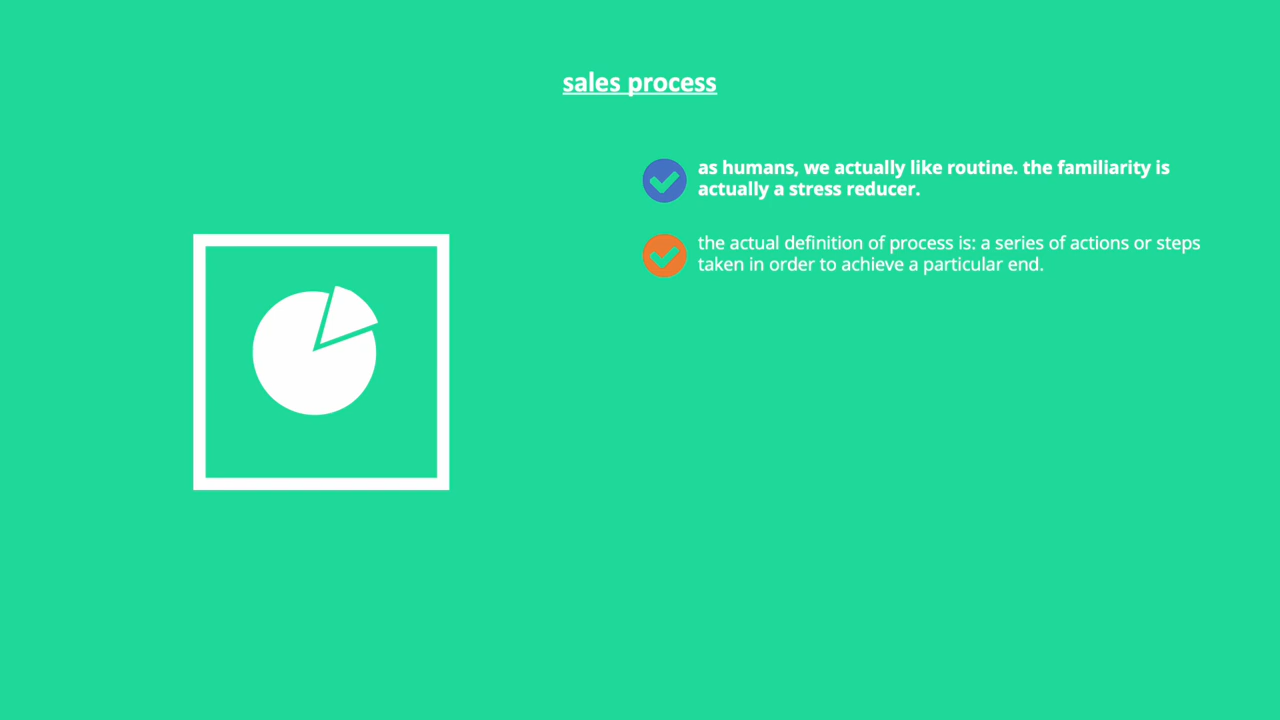 sales process
as humans, we actually like routine. the familiarity is
actually a stress reducer.
the actual definition of process is: a series of actions or steps
taken in order to achieve a particular end.